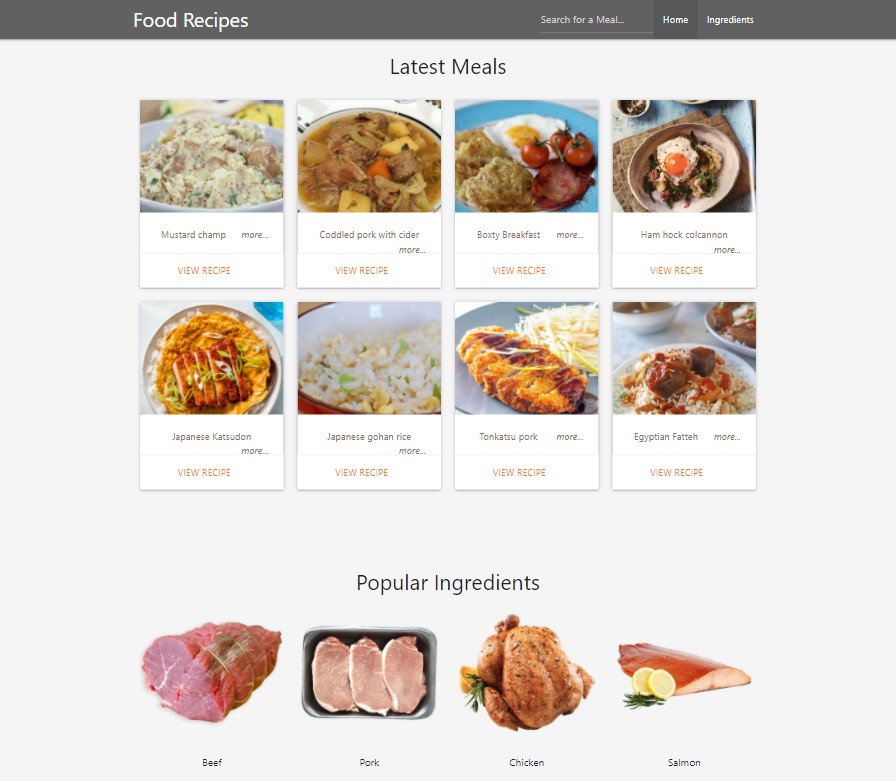 Food Recipes
Search for a Meal...
Home
Ingredients
Latest Meals
Mustard champ more...
Coddled pork with cider
more...
Boxty Breakfast more...
Ham hock colcannon
more...
VIEW RECIPE
VIEW RECIPE
VIEW RECIPE
VIEW RECIPE
Japanese Katsudon
more...
Japanese gohan rice
more...
Tonkatsu pork more...
Egyptian Fatteh more...
VIEW RECIPE
VIEW RECIPE
VIEW RECIPE
VIEW RECIPE
Popular Ingredients
Beef
Pork
Chicken
Salmon